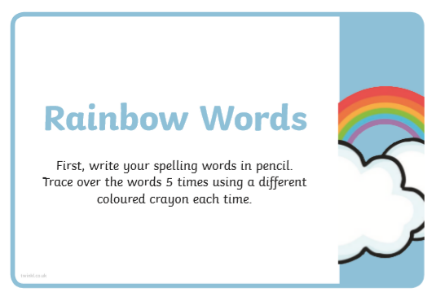 Rainbow Words
First, write your spelling words in pencil.
Trace over the words 5 times using a different
coloured crayon each time.